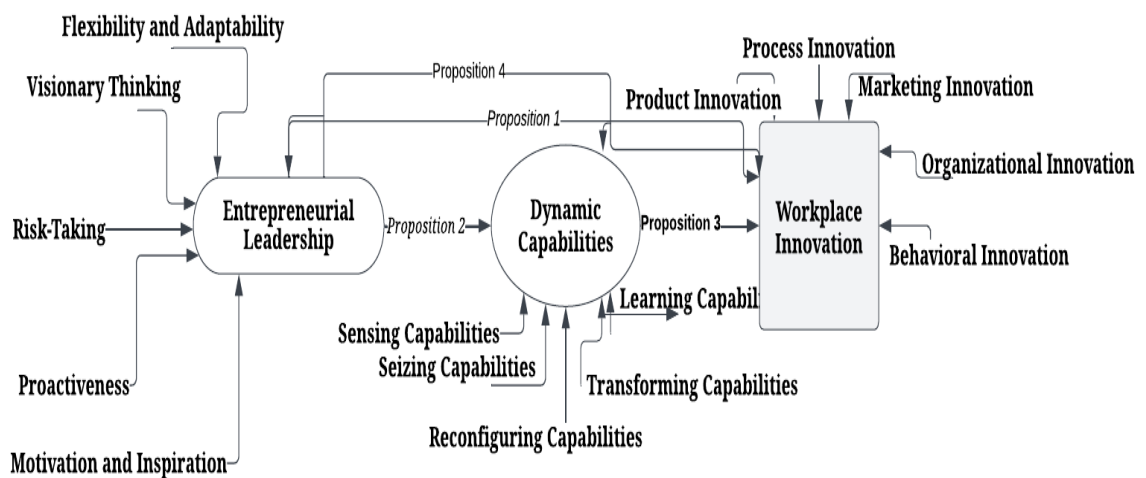 Flexibility and Adaptability
Process Innovation
Proposition 4
Visionary Thinking
Marketing Innovation
Product Innovation
Proposition 1
Organizational Innovation
Entrepreneurial
Leadership
Dynamic
Capabilities
Workplace
Innovation
Risk-Taking
Proposition 2
Proposition 3
Behavioral Innovation
Learning Capabil
Sensing Capabilities
Seizing Capabilities
Proactiveness
Transforming Capabilities
Reconfiguring Capabilities
Motivation and Inspiration